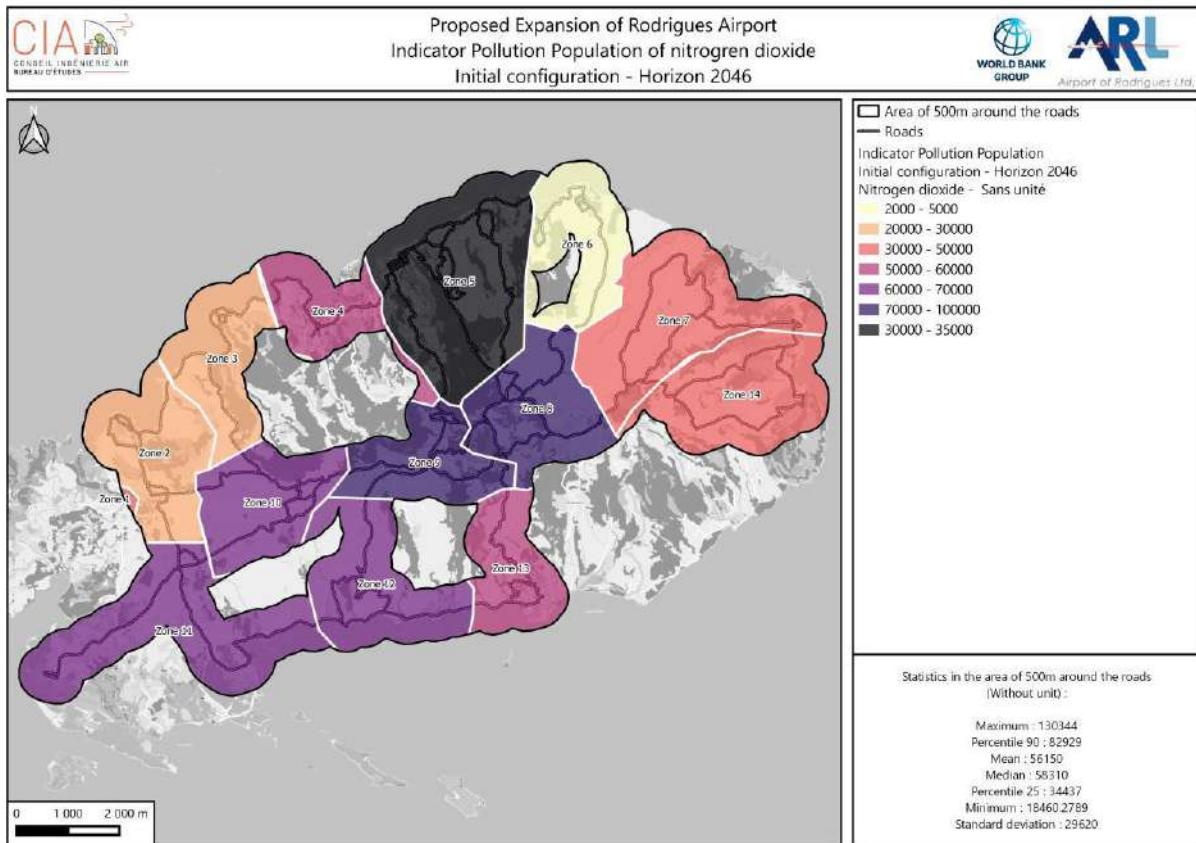 CIA
CONSEIL INGÉNIERIE AIR
BUREAU D'ÉTUDES
Proposed Expansion of Rodrigues Airport
Indicator Pollution Population of nitrogren dioxide
Initial configuration - Horizon 2046
WORLD BANK
GROUP
ARL
Airport of Rodrigues Ltd,
N
Zone 1
Zone 2
Zone 3
Zone 4
Zone 5
Zone 6
Zone 7
Zone 8
Zone 9
Zone 10
Zone 11
Zone 12
Zone 13
Zone 14
0 1 000 2 000 m
Area of 500m around the roads
Roads
Indicator Pollution Population
Initial configuration - Horizon 2046
Nitrogen dioxide - Sans unité
2000 - 5000
20000 - 30000
30000 - 50000
50000 - 60000
60000 - 70000
70000 - 100000
30000 - 35000
Statistics in the area of 500m around the roads
(Without unit) :
Maximum : 130344
Percentile 90 : 82929
Mean : 56150
Median : 58310
Percentile 25 : 34437
Minimum : 18460.2789
Standard deviation : 29620